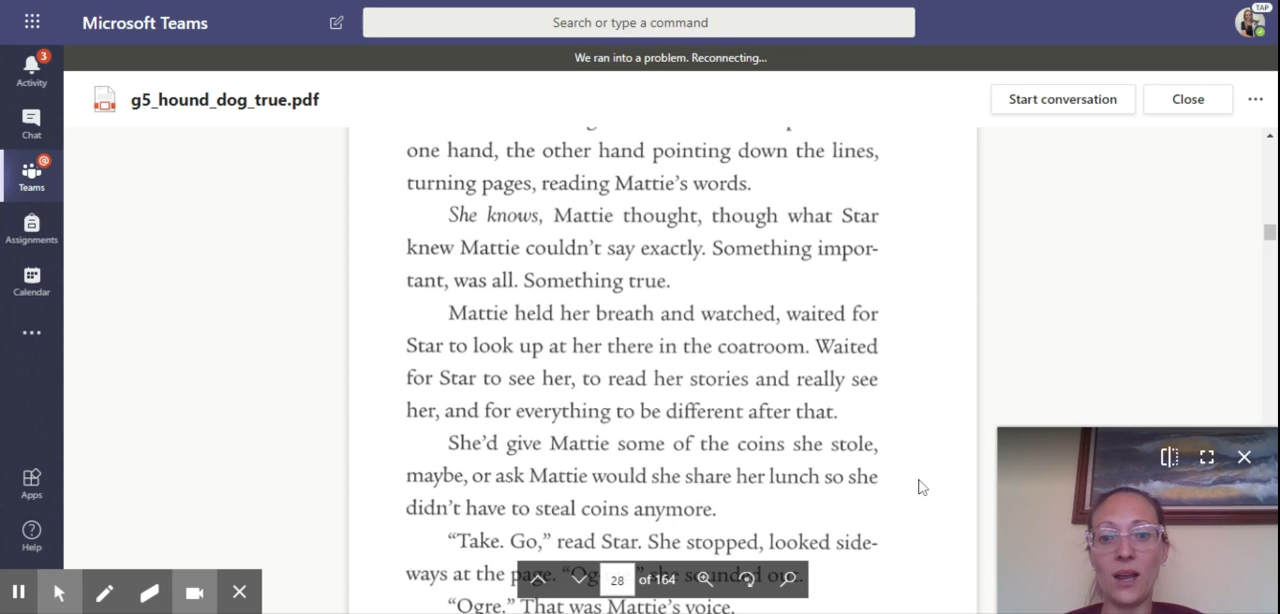 Microsoft Teams
Search or type a command
TAP
We ran into a problem. Reconnecting...
3
Activity
Chat
@
Teams
Assignments
Calendar
Apps
Help
g5_hound_dog_true.pdf
Start conversation
Close
one hand, the other hand pointing down the lines,
turning pages, reading Mattie's words.
She knows, Mattie thought, though what Star
knew Mattie couldn't say exactly. Something impor-
tant, was all. Something true.
Mattie held her breath and watched, waited for
Star to look up at her there in the coatroom. Waited
for Star to see her, to read her stories and really see
her, and for everything to be different after that.
She'd give Mattie some of the coins she stole,
maybe, or ask Mattie would she share her lunch so she
didn't have to steal coins anymore.
“Take. Go,” read Star. She stopped, looked side-
ways at the page. she sounded out.
“Ogre.” That was Mattie's voice.
28 of 164